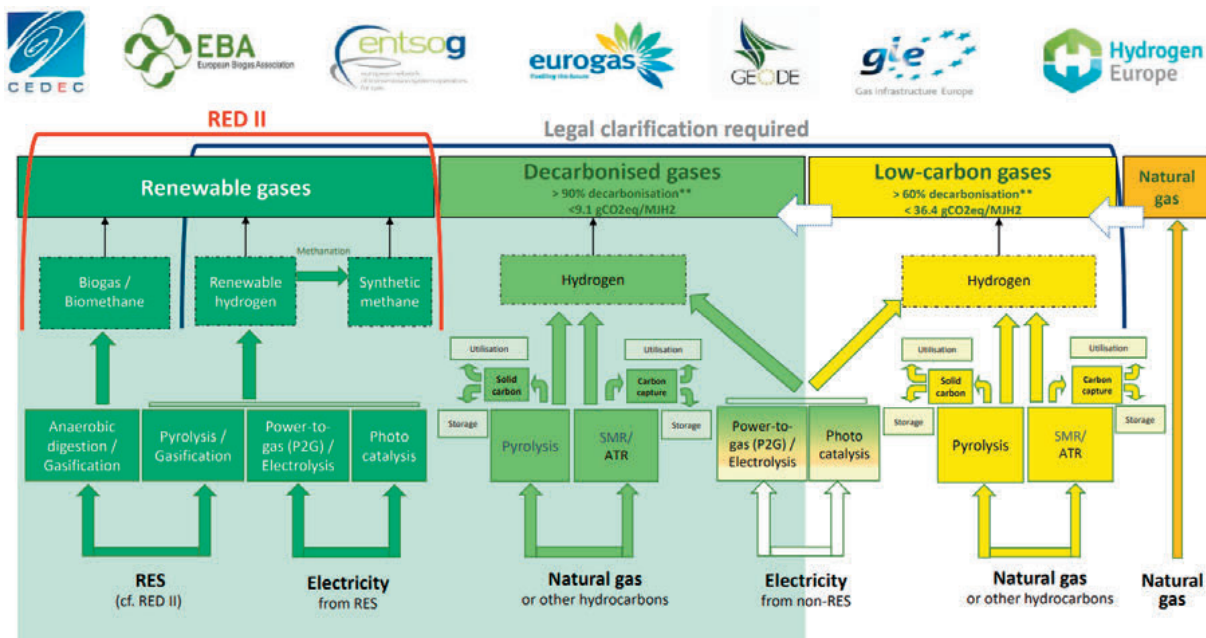 CEDEC
EBA
European Biogas Association
entsog
eurogas
Fuelling the future
GEODE
gie
Gas Infrastructure Europe
Hydrogen
Europe
RED II
Legal clarification required
Renewable gases
Decarbonised gases
> 90% decarbonisation**
<9.1 gCO2eq/MJH2
Low-carbon gases
> 60% decarbonisation**
< 36.4 gCO2eq/MJH2
Natural
gas
Methanation
Biogas /
Biomethane
Renewable
hydrogen
Synthetic
methane
Hydrogen
Hydrogen
Utilisation
Utilisation
Utilisation
Utilisation
Solid
carbon
Carbon
capture
Solid
carbon
Carbon
capture
Storage
Storage
Storage
Storage
Anaerobic
digestion /
Gasification
Pyrolysis /
Gasification
Power-to-
gas (P2G) /
Electrolysis
Photo
catalysis
Pyrolysis
SMR/
ATR
Power-to-
gas (P2G) /
Electrolysis
Photo
catalysis
Pyrolysis
SMR/
ATR
RES
(cf. RED II)
Electricity
from RES
Natural gas
or other hydrocarbons
Electricity
from non-RES
Natural gas
or other hydrocarbons
Natural
gas